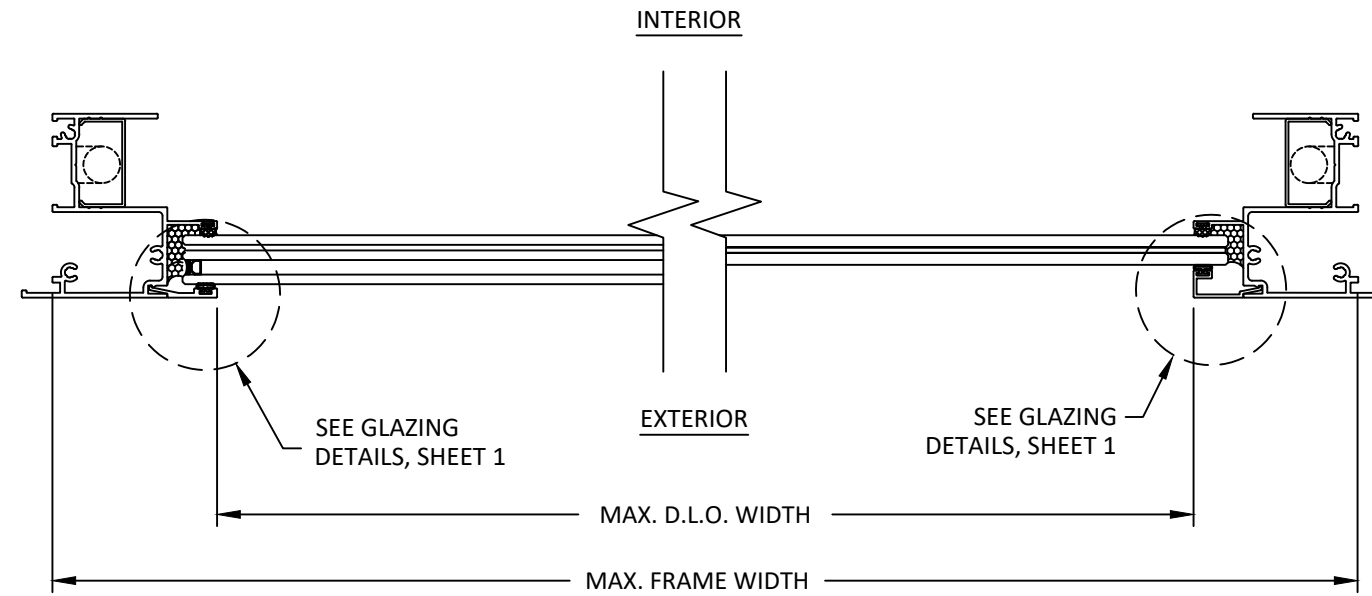 INTERIOR
EXTERIOR
SEE GLAZING
DETAILS, SHEET 1
SEE GLAZING
DETAILS, SHEET 1
MAX. D.L.O. WIDTH
MAX. FRAME WIDTH